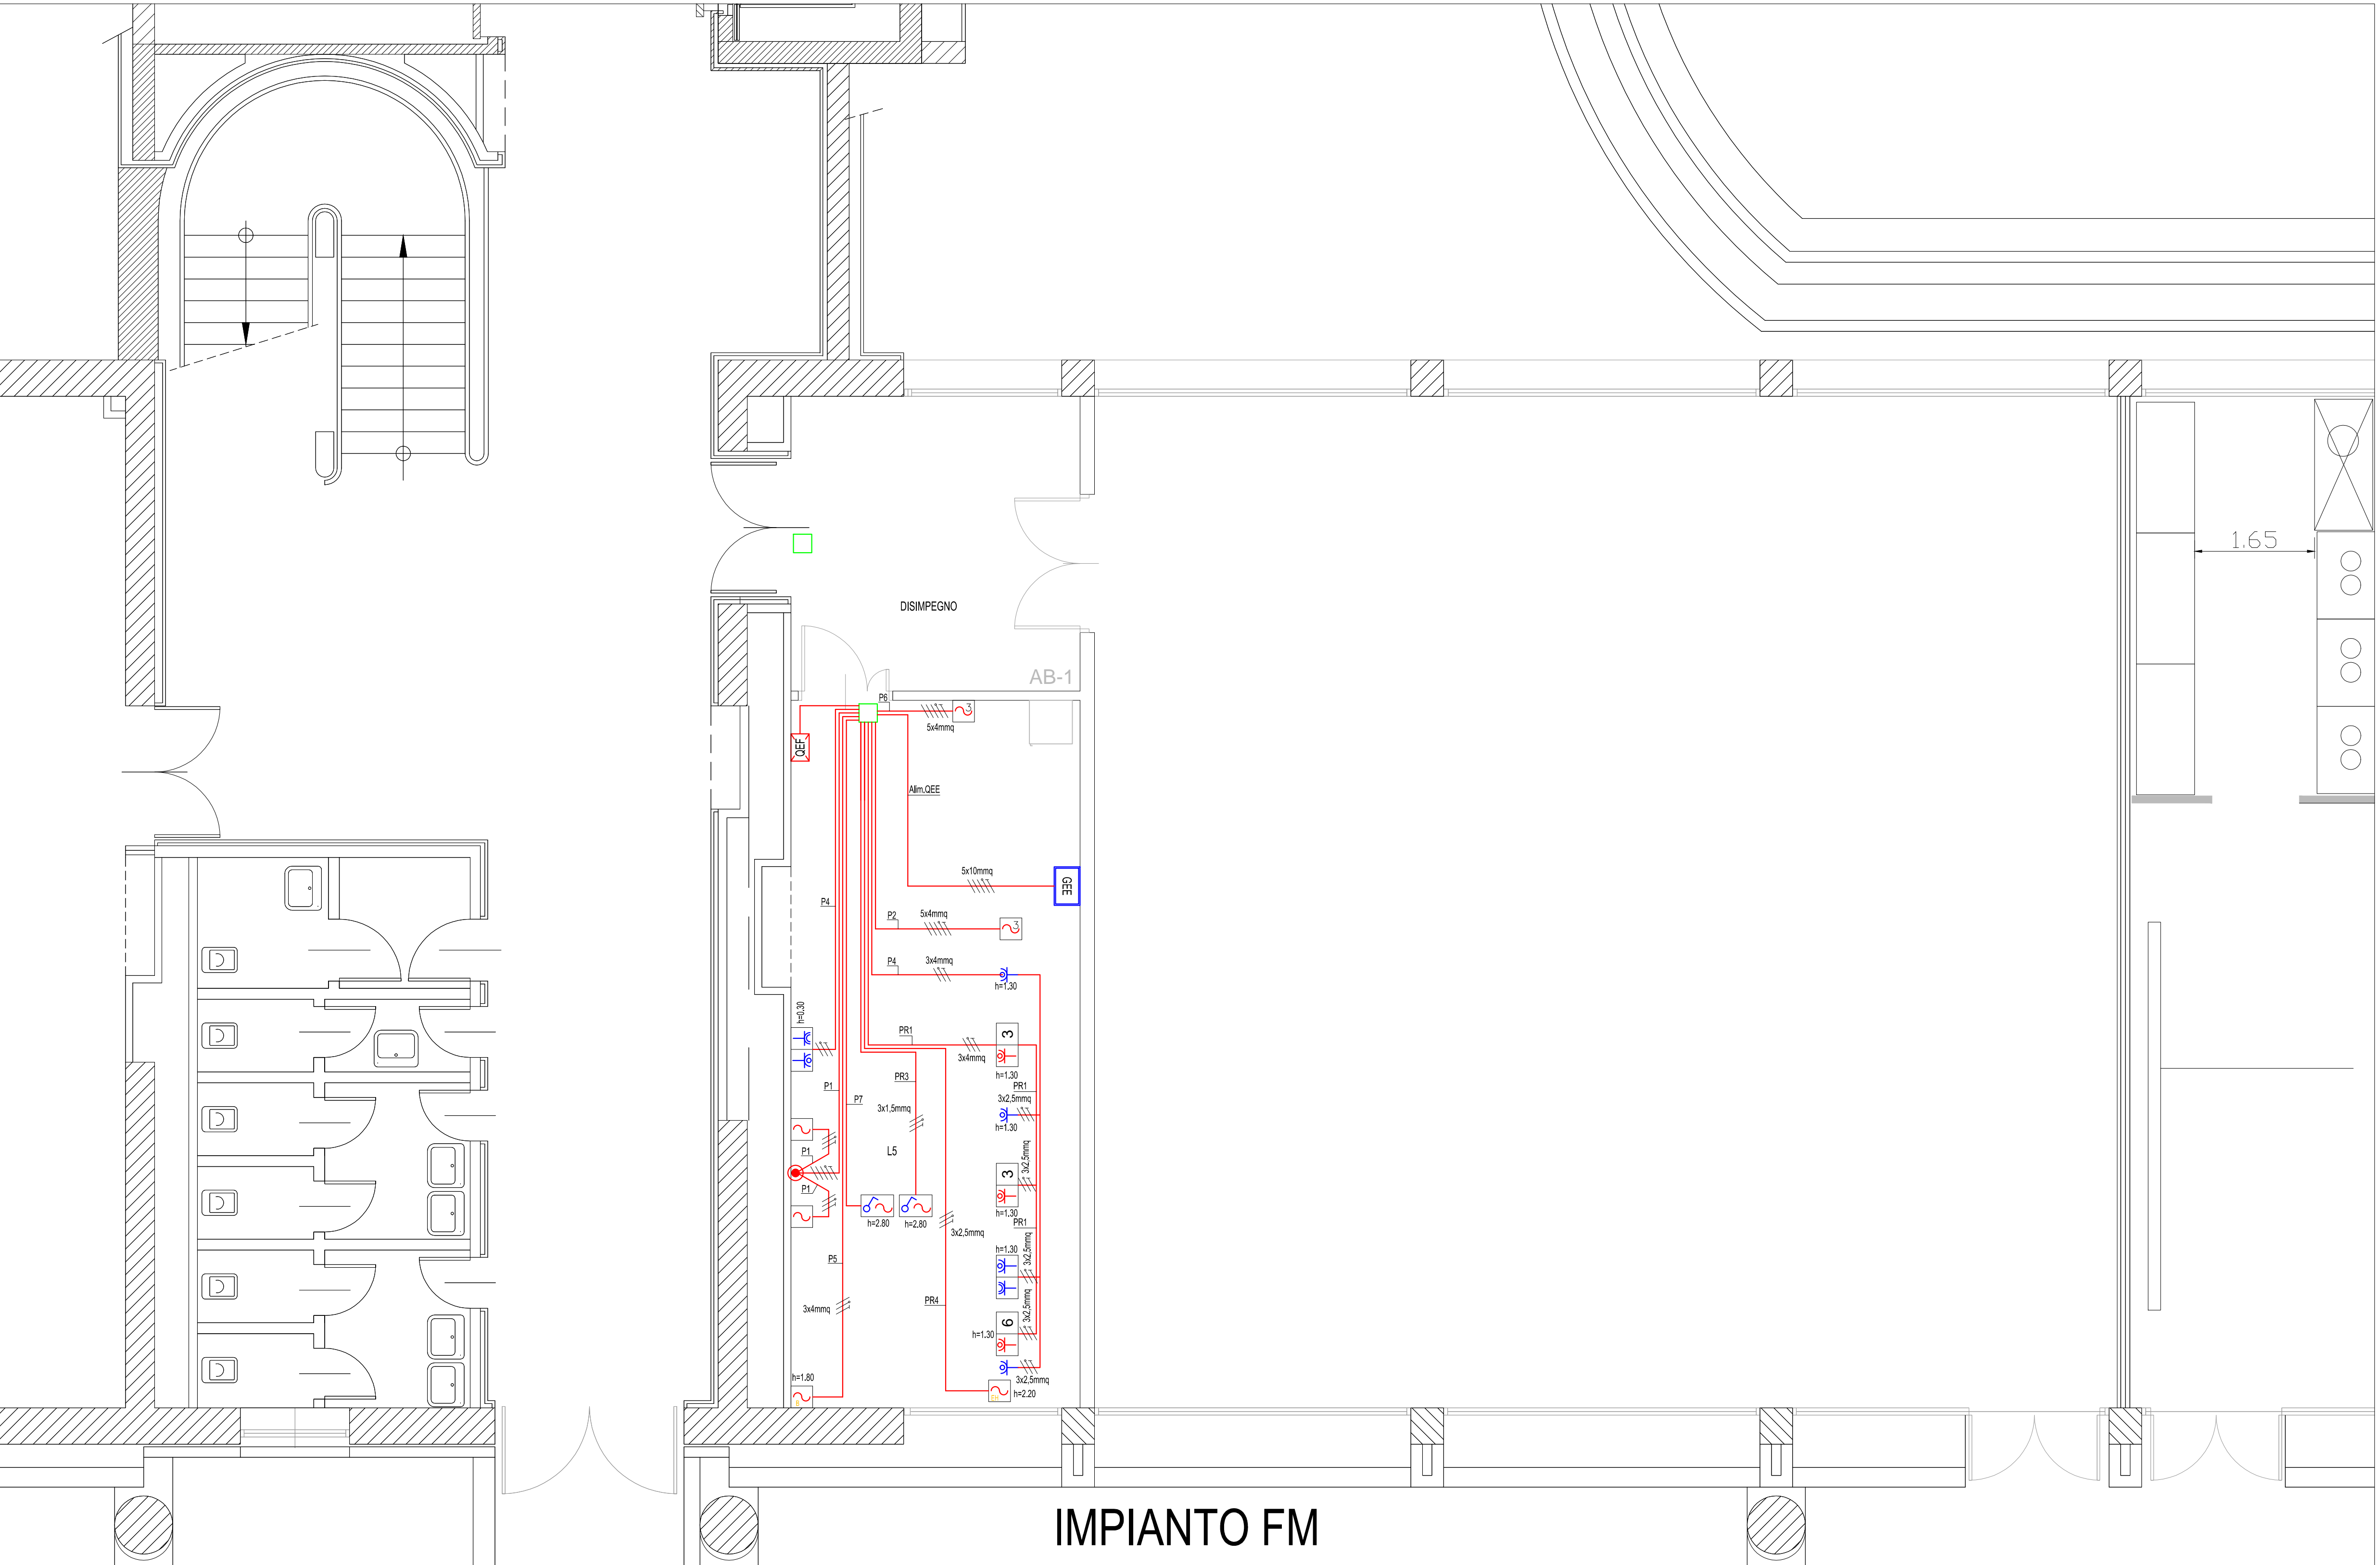 1.65
DISIMPEGNO
AB-1
P6
3
5x4mmq
QEF
Alim.QEE
5x10mmq
GEE
P4
P2
5x4mmq
3
P4
3x4mmq
h=1.30
h=0.30
PR1
3x4mmq
3
h=1.30
PR1
3x2,5mmq
h=1.30
PR3
P1
P7
3x1,5mmq
L5
P1
P1
3x2,5mmq
3
h=1.30
PR1
h=2.80
h=2.80
3x2,5mmq
P5
h=1.30
3x2,5mmq
PR4
3x4mmq
6
3x2,5mmq
h=1.30
3x2,5mmq
h=1.80
h=2.20
IMPIANTO FM